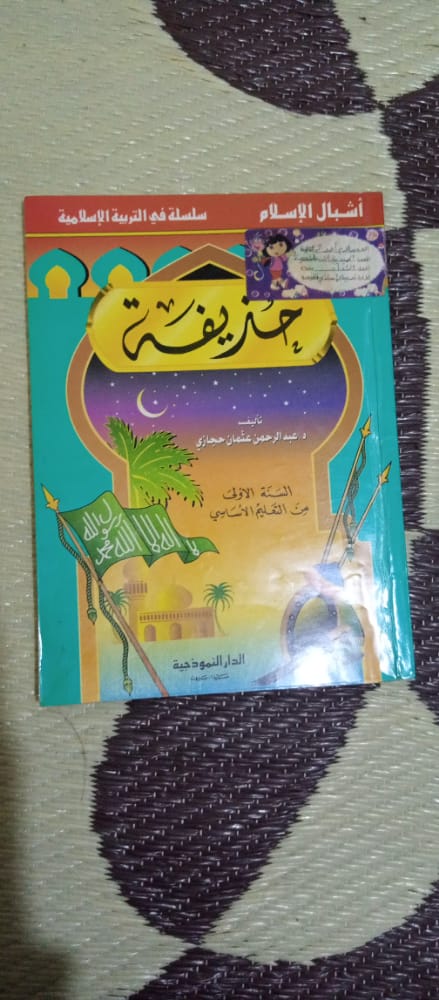 أشبال الإسلام سلسلة في التربية الإسلامية
حذيفة
تأليف
د. عبد الرحمن عثمان حجازي
السنة الأولى
من التعليم الأساسي
لا إله إلا الله محمد رسول الله
الدار النموذجية